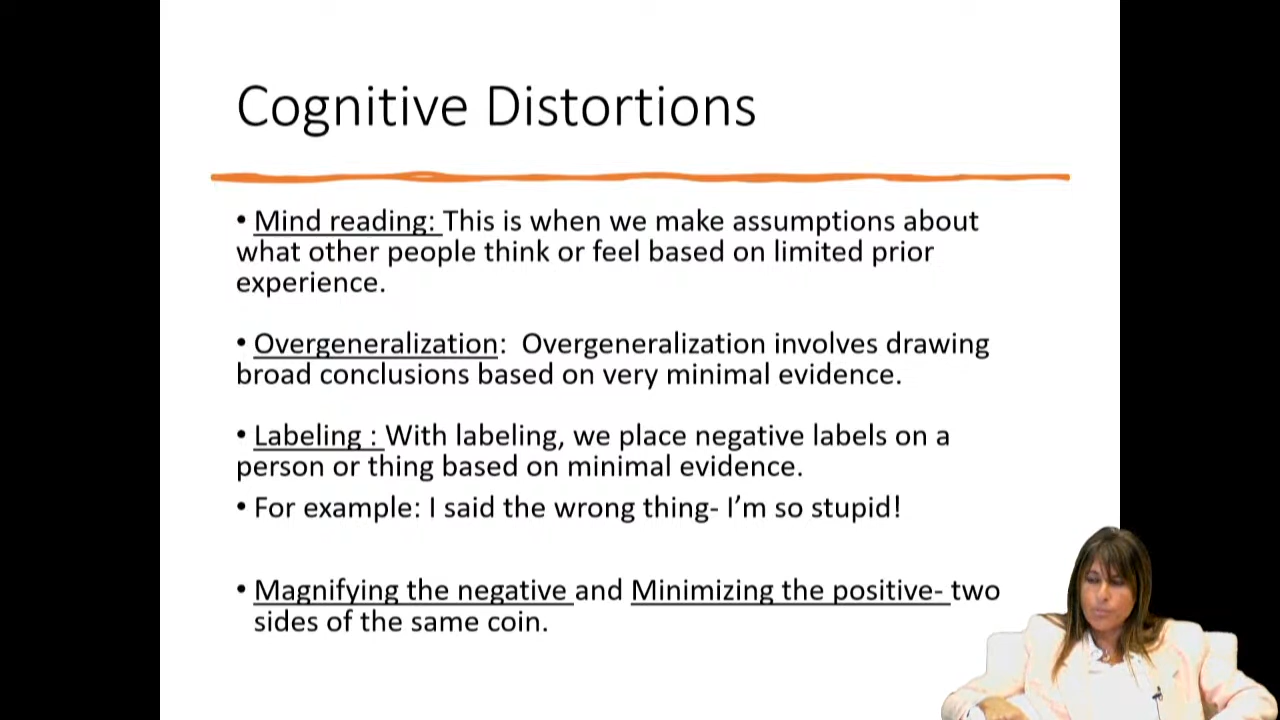 Cognitive Distortions
• Mind reading: This is when we make assumptions about
what other people think or feel based on limited prior
experience.
• Overgeneralization:  Overgeneralization involves drawing
broad conclusions based on very minimal evidence.
• Labeling : With labeling, we place negative labels on a
person or thing based on minimal evidence.
• For example: I said the wrong thing- I’m so stupid!
• Magnifying the negative and Minimizing the positive- two
sides of the same coin.